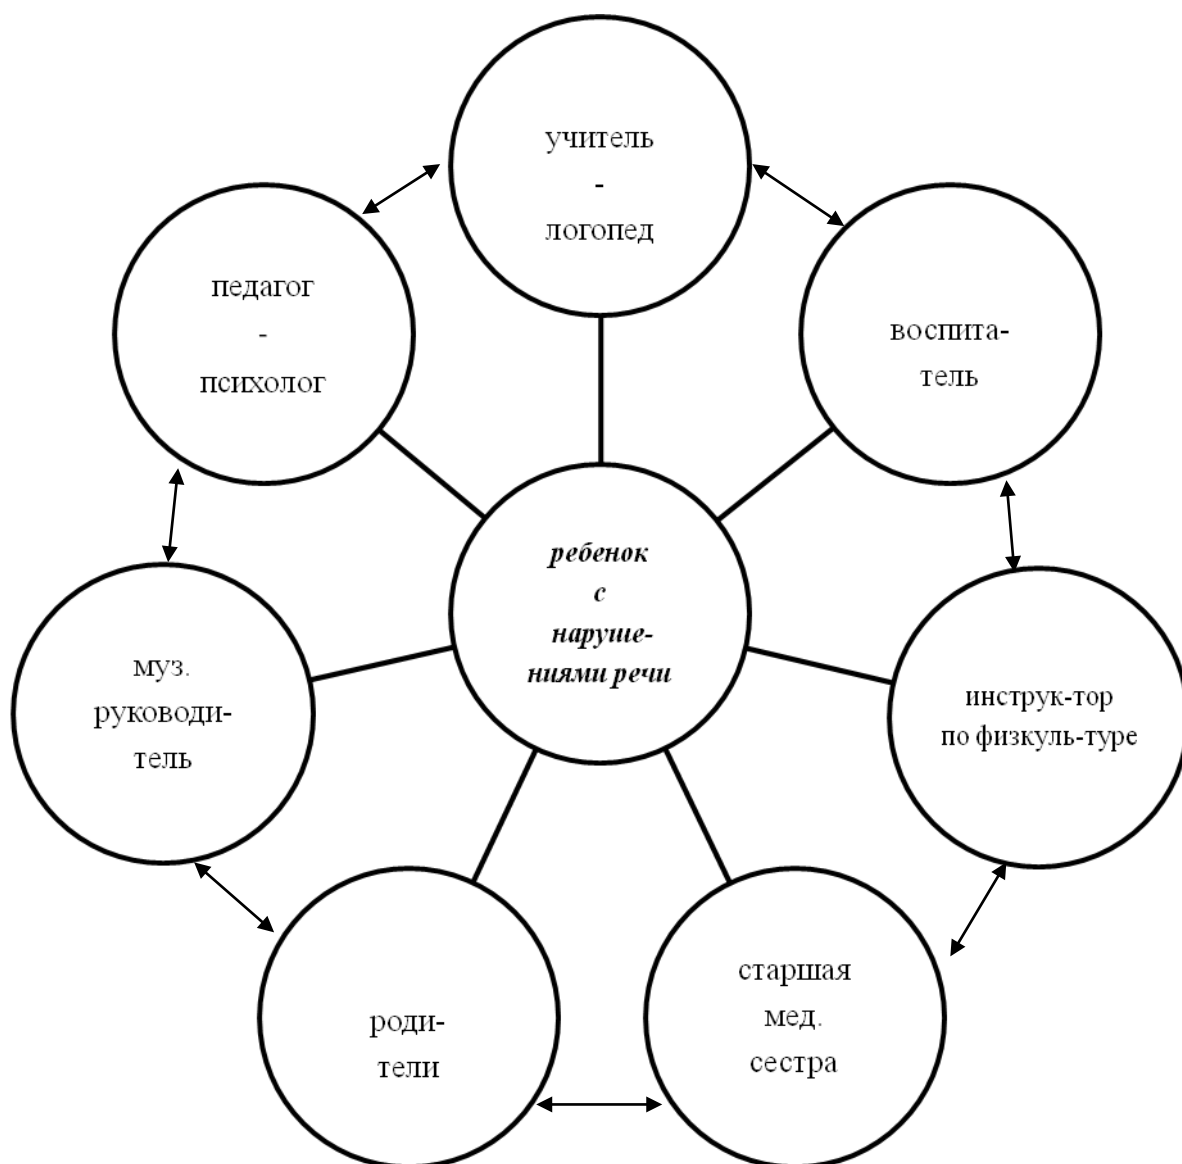 учитель
-
логопед
педагог
-
психолог
воспита-
тель
ребенок
с
наруше-
ниями речи
муз.
руководи-
тель
инструк-тор
по физкуль-туре
роди-
тели
старшая
мед.
сестра